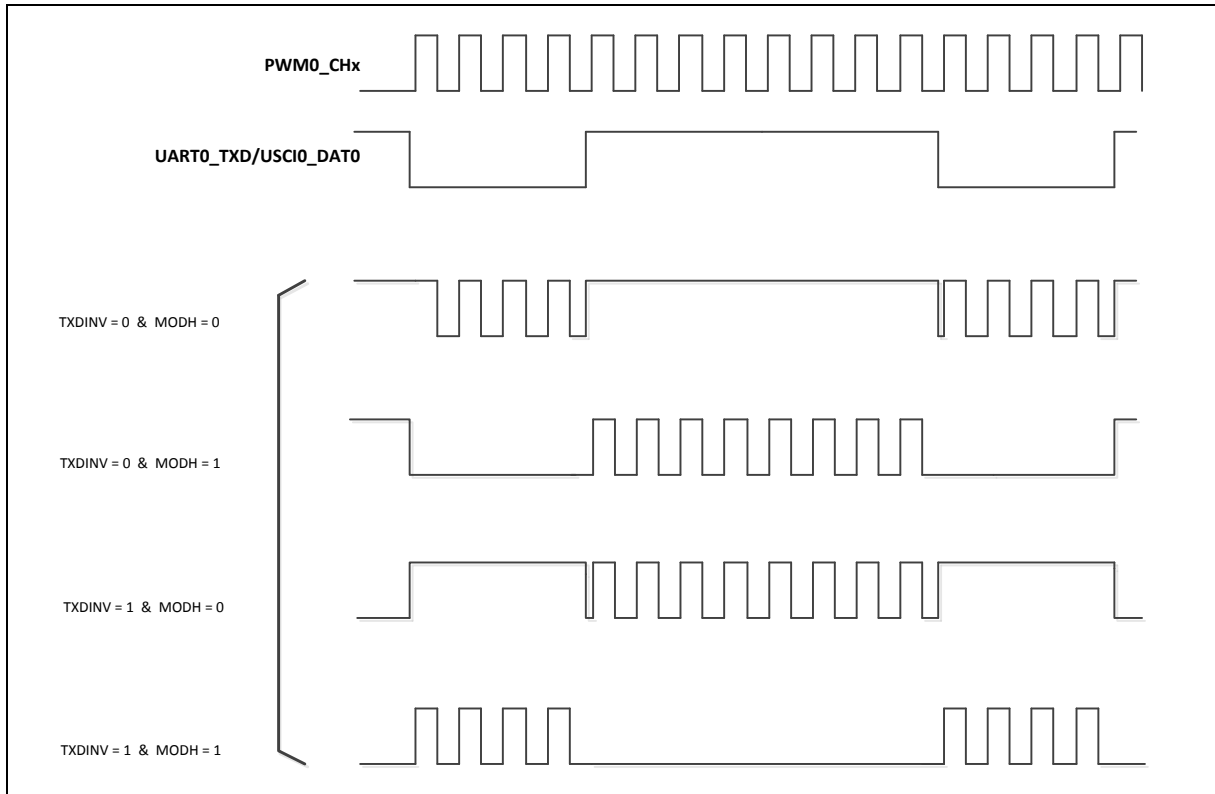 PWM0_CHx
UART0_TXD/USCI0_DAT0
TXDINV = 0 & MODH = 0
TXDINV = 0 & MODH = 1
TXDINV = 1 & MODH = 0
TXDINV = 1 & MODH = 1